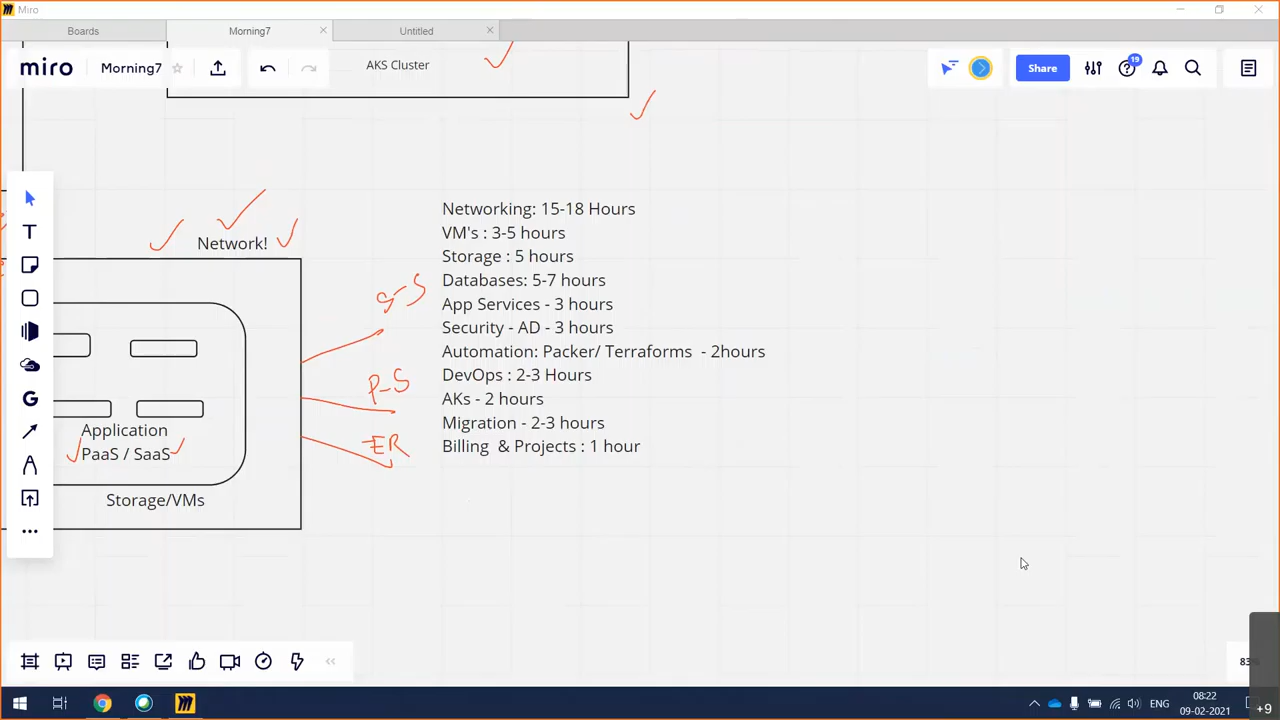 Miro
Boards
Morning7
Untitled
miro
Morning7
AKS Cluster
19
Share
Network!
Networking: 15-18 Hours
VM's : 3-5 hours
Storage : 5 hours
Databases: 5-7 hours
App Services - 3 hours
Security - AD - 3 hours
Automation: Packer/ Terraforms - 2hours
DevOps : 2-3 Hours
AKs - 2 hours
Migration - 2-3 hours
Billing & Projects : 1 hour
S-S
P-S
ER
Application
PaaS / SaaS
Storage/VMs
ENG
08:22
09-02-2021
+9